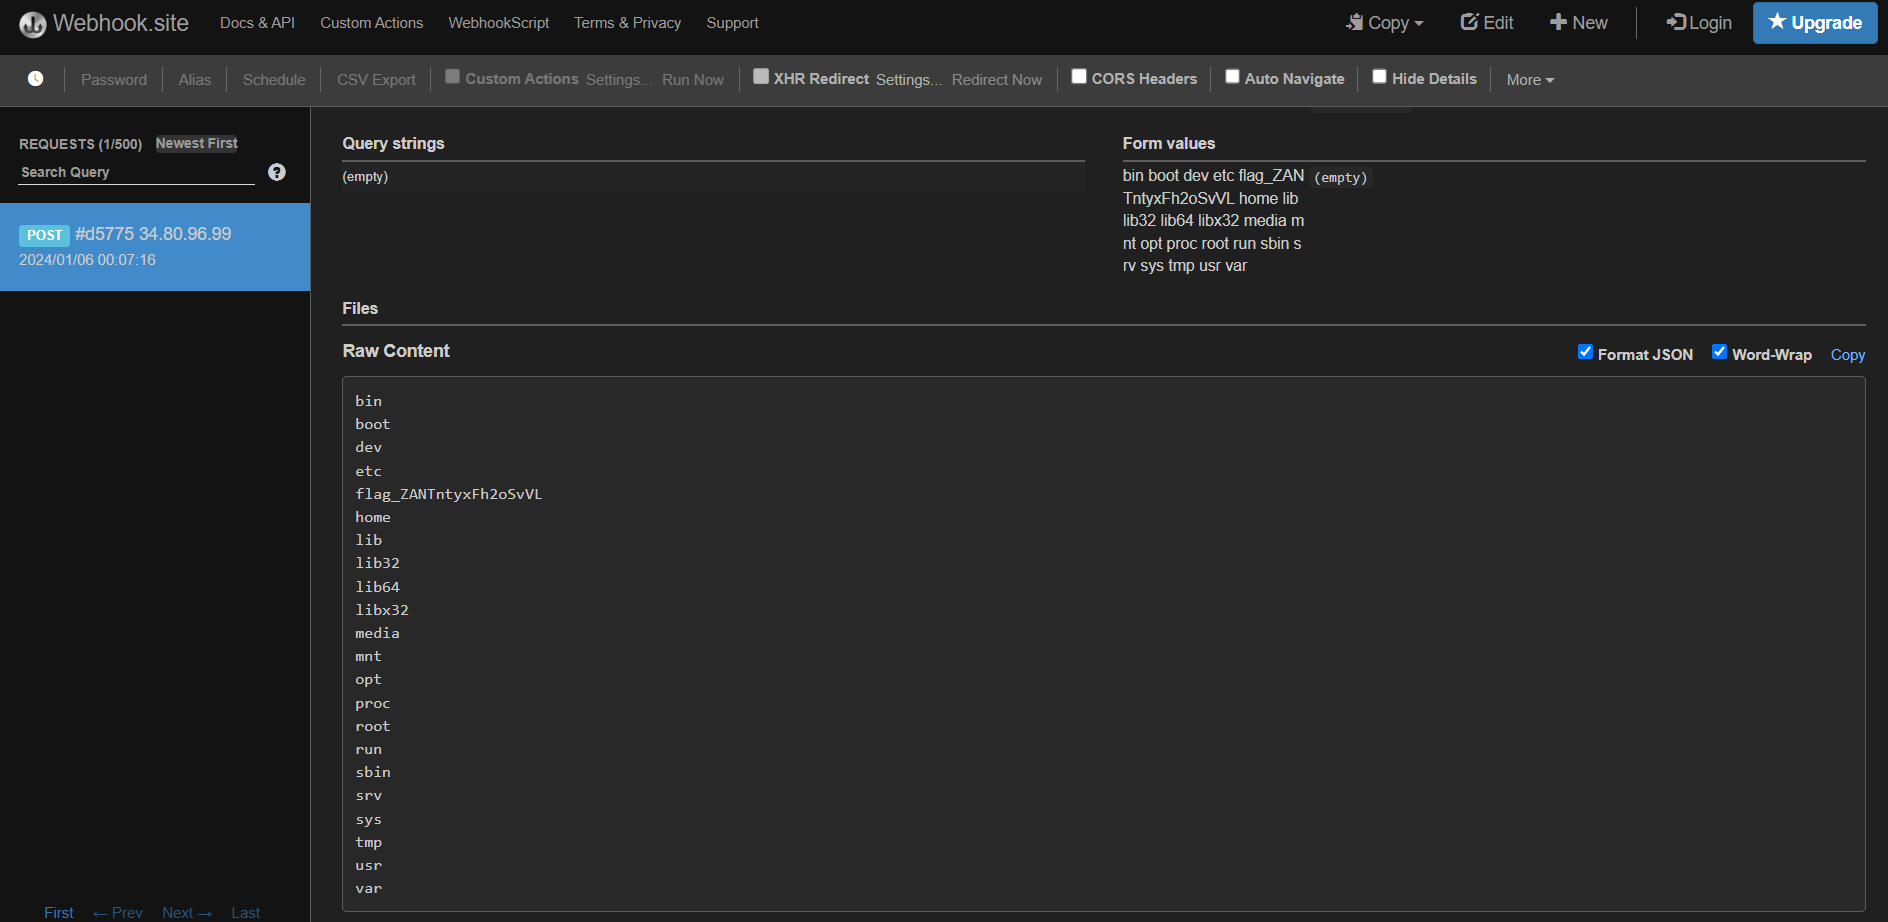 Webhook.site Docs & API Custom Actions WebhookScript Terms & Privacy Support Copy Edit New Login Upgrade
Password Alias Schedule CSV Export Custom Actions Settings... Run Now XHR Redirect Settings... Redirect Now CORS Headers Auto Navigate Hide Details More
REQUESTS (1/500) Newest First
Search Query ?
POST #d5775 34.80.96.99
2024/01/06 00:07:16
First ← Prev Next → Last
Query strings
(empty)
Form values
bin boot dev etc flag_ZAN (empty)
TntyxFh2oSvVL home lib
lib32 lib64 libx32 media m
nt opt proc root run sbin s
rv sys tmp usr var
Files
Raw Content Format JSON Word-Wrap Copy
bin
boot
dev
etc
flag_ZANTntyxFh2oSvVL
home
lib
lib32
lib64
libx32
media
mnt
opt
proc
root
run
sbin
srv
sys
tmp
usr
var